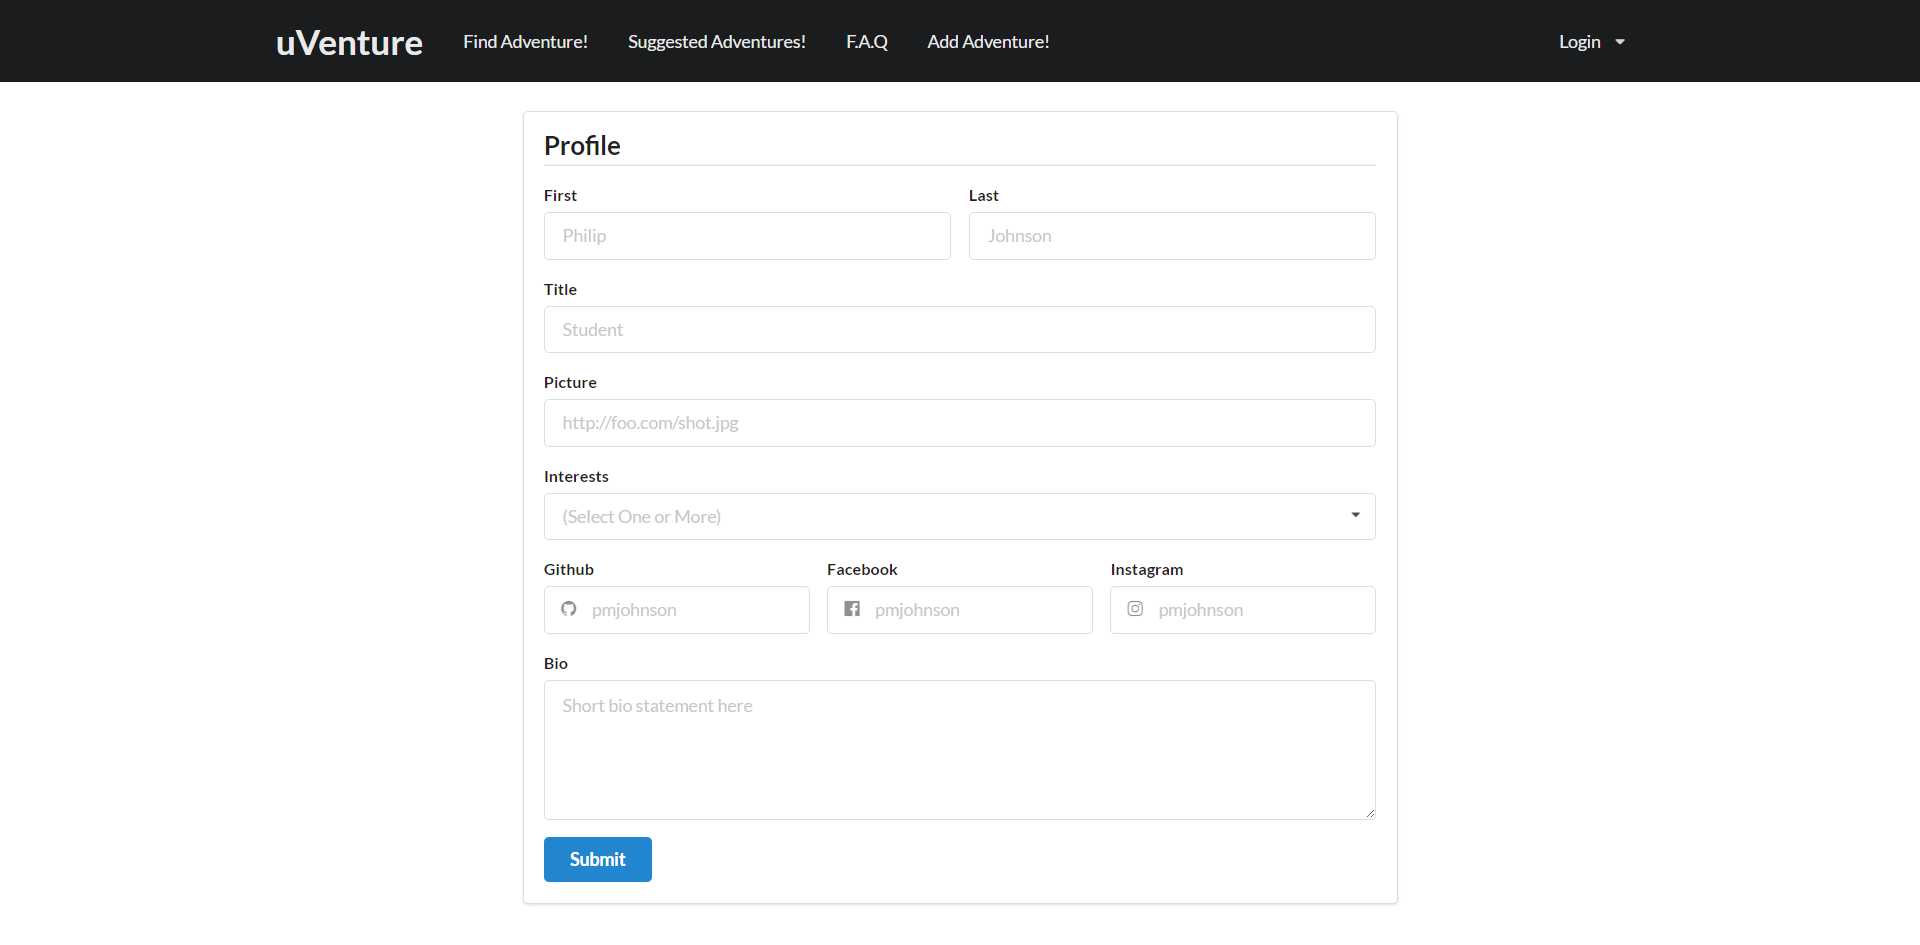 uVenture Find Adventure! Suggested Adventures! F.A.Q Add Adventure! Login
Profile
First Last
Philip Johnson
Title
Student
Picture
http://foo.com/shot.jpg
Interests
(Select One or More)
Github Facebook Instagram
pmjohnson pmjohnson pmjohnson
Bio
Short bio statement here
Submit